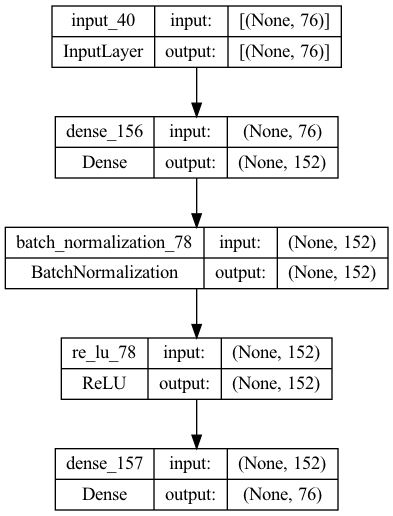 input_40 input: [(None, 76)]
InputLayer output: [(None, 76)]
dense_156 input: (None, 76)
Dense output: (None, 152)
batch_normalization_78 input: (None, 152)
BatchNormalization output: (None, 152)
re_lu_78 input: (None, 152)
ReLU output: (None, 152)
dense_157 input: (None, 152)
Dense output: (None, 76)